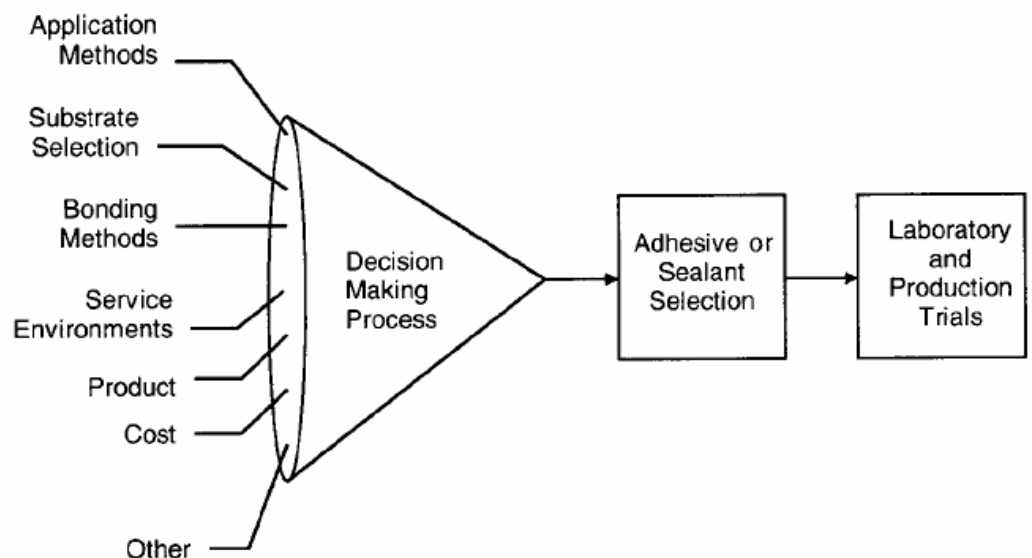 Application
Methods
Substrate
Selection
Bonding
Methods
Service
Environments
Product
Cost
Other
Decision
Making
Process
Adhesive or
Sealant
Selection
Laboratory
and
Production
Trials